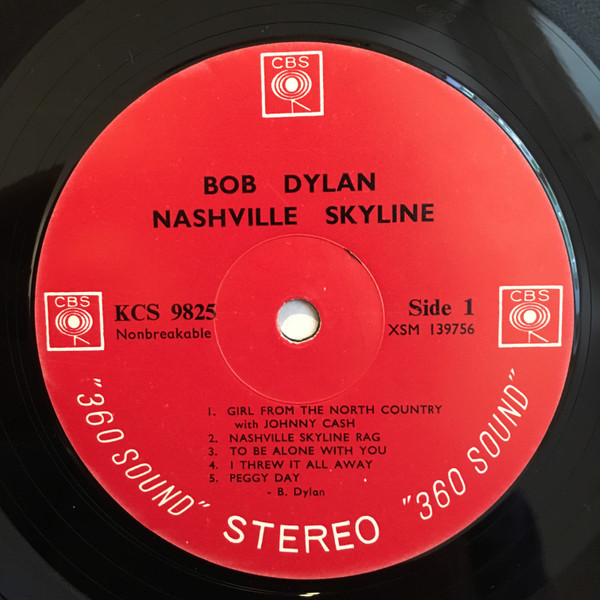 CBS
BOB DYLAN
NASHVILLE SKYLINE
CBS
KCS 9825
Nonbreakable
Side 1
XSM 139756
CBS
1. GIRL FROM THE NORTH COUNTRY
with JOHNNY CASH
2. NASHVILLE SKYLINE RAG
3. TO BE ALONE WITH YOU
4. I THREW IT ALL AWAY
5. PEGGY DAY
- B. Dylan
"360 SOUND" STEREO "360 SOUND"